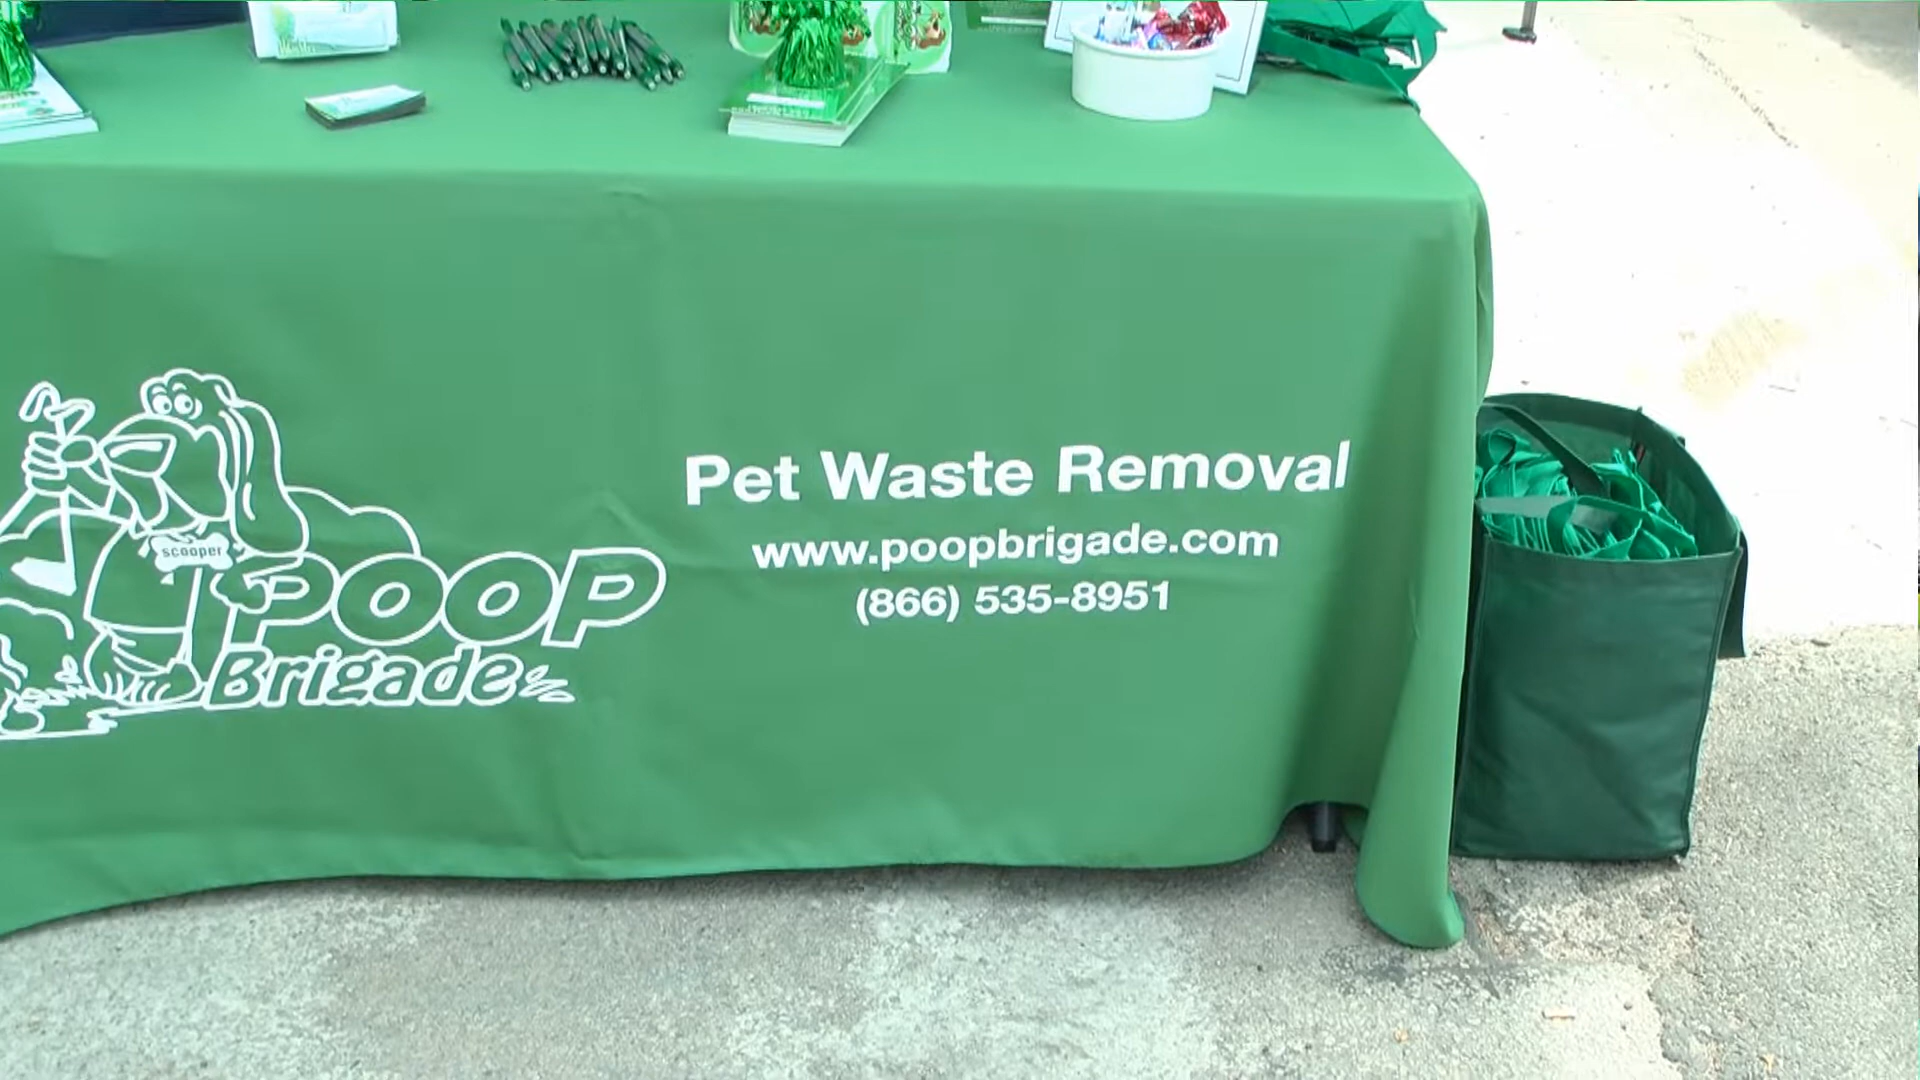 scooper
POOP
Brigade
Pet Waste Removal
www.poopbrigade.com
(866) 535-8951